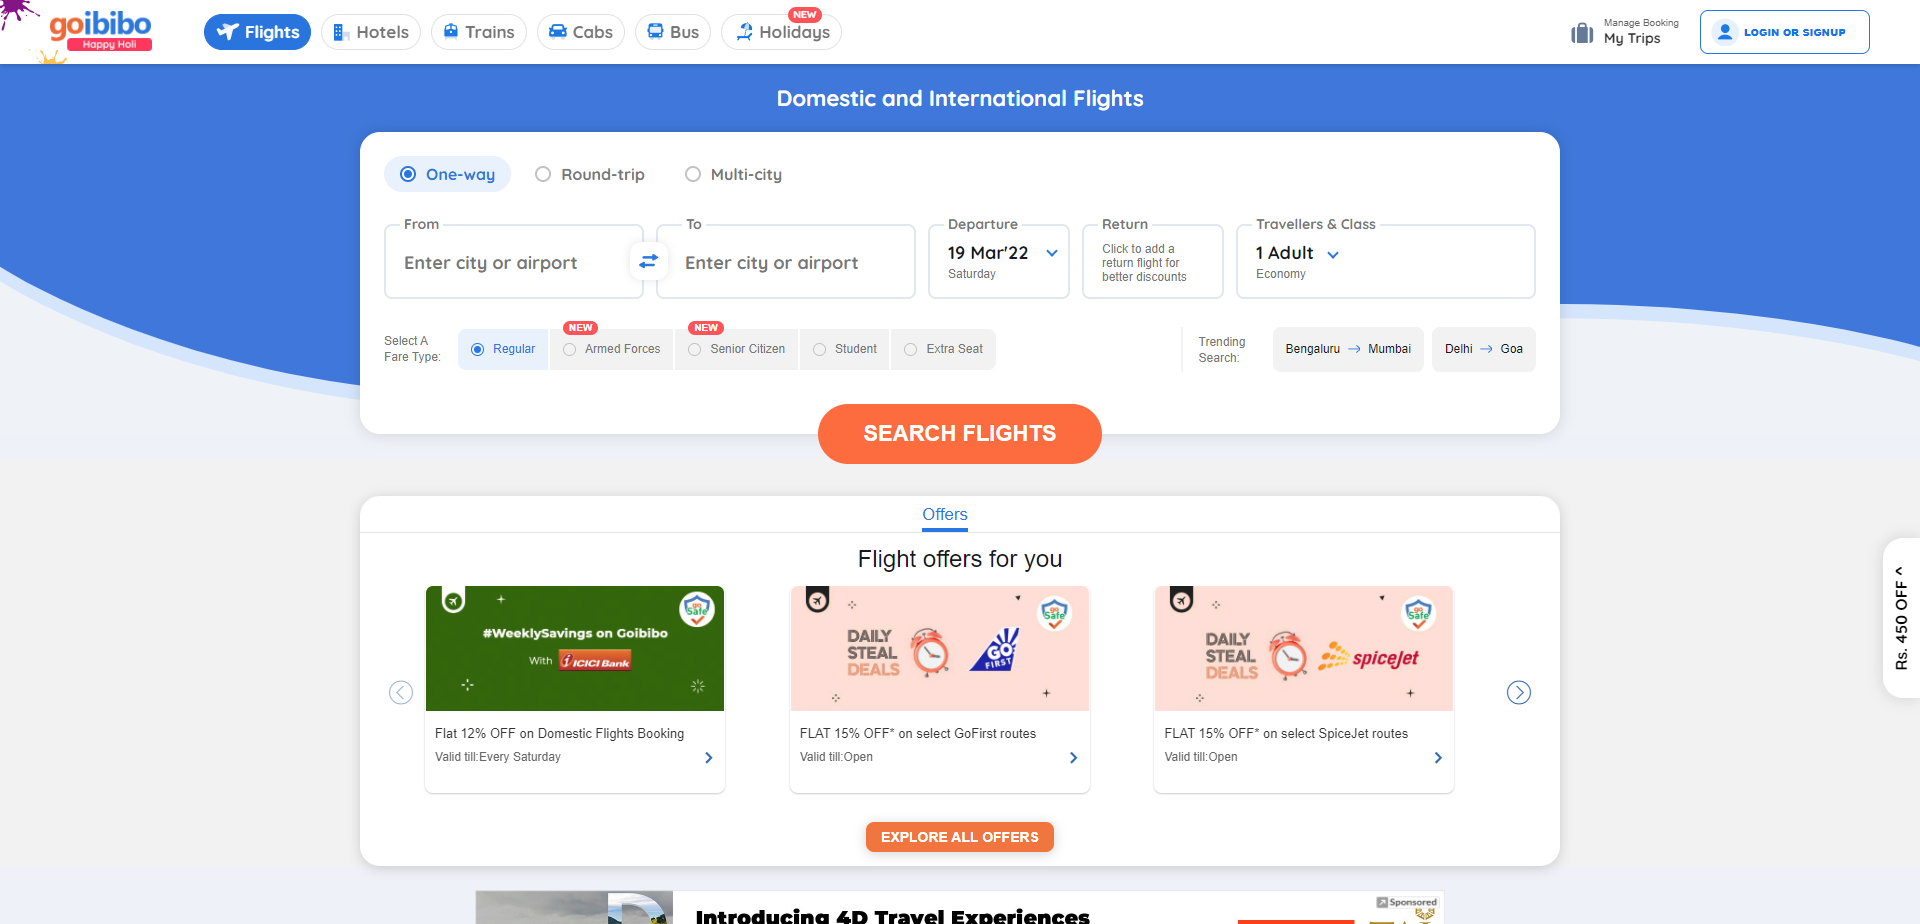 goibibo
Happy Holi
Flights
Hotels
Trains
Cabs
Bus
NEW
Holidays
Manage Booking
My Trips
LOGIN OR SIGNUP
Domestic and International Flights
One-way
Round-trip
Multi-city
From
Enter city or airport
To
Enter city or airport
Departure
19 Mar'22
Saturday
Return
Click to add a
return flight for
better discounts
Travellers & Class
1 Adult
Economy
Select A
Fare Type:
Regular
NEW
Armed Forces
NEW
Senior Citizen
Student
Extra Seat
Trending
Search:
Bengaluru → Mumbai
Delhi → Goa
SEARCH FLIGHTS
Offers
Flight offers for you
go
Safe
#WeeklySavings on Goibibo
With ICICI Bank
Flat 12% OFF on Domestic Flights Booking
Valid till:Every Saturday
go
Safe
DAILY
STEAL
DEALS
GO
FIRST
FLAT 15% OFF* on select GoFirst routes
Valid till:Open
go
Safe
DAILY
STEAL
DEALS
spiceJet
FLAT 15% OFF* on select SpiceJet routes
Valid till:Open
EXPLORE ALL OFFERS
Rs. 450 OFF
Sponsored
Introducing 4D Travel Experiences